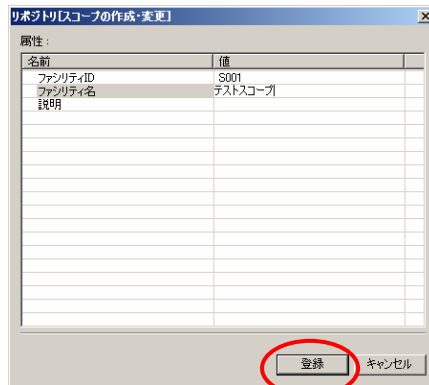 リポジトリ[スコープの作成・変更]
属性:
名前 値
ファシリティID S001
ファシリティ名 テストスコープ
説明
登録 キャンセル